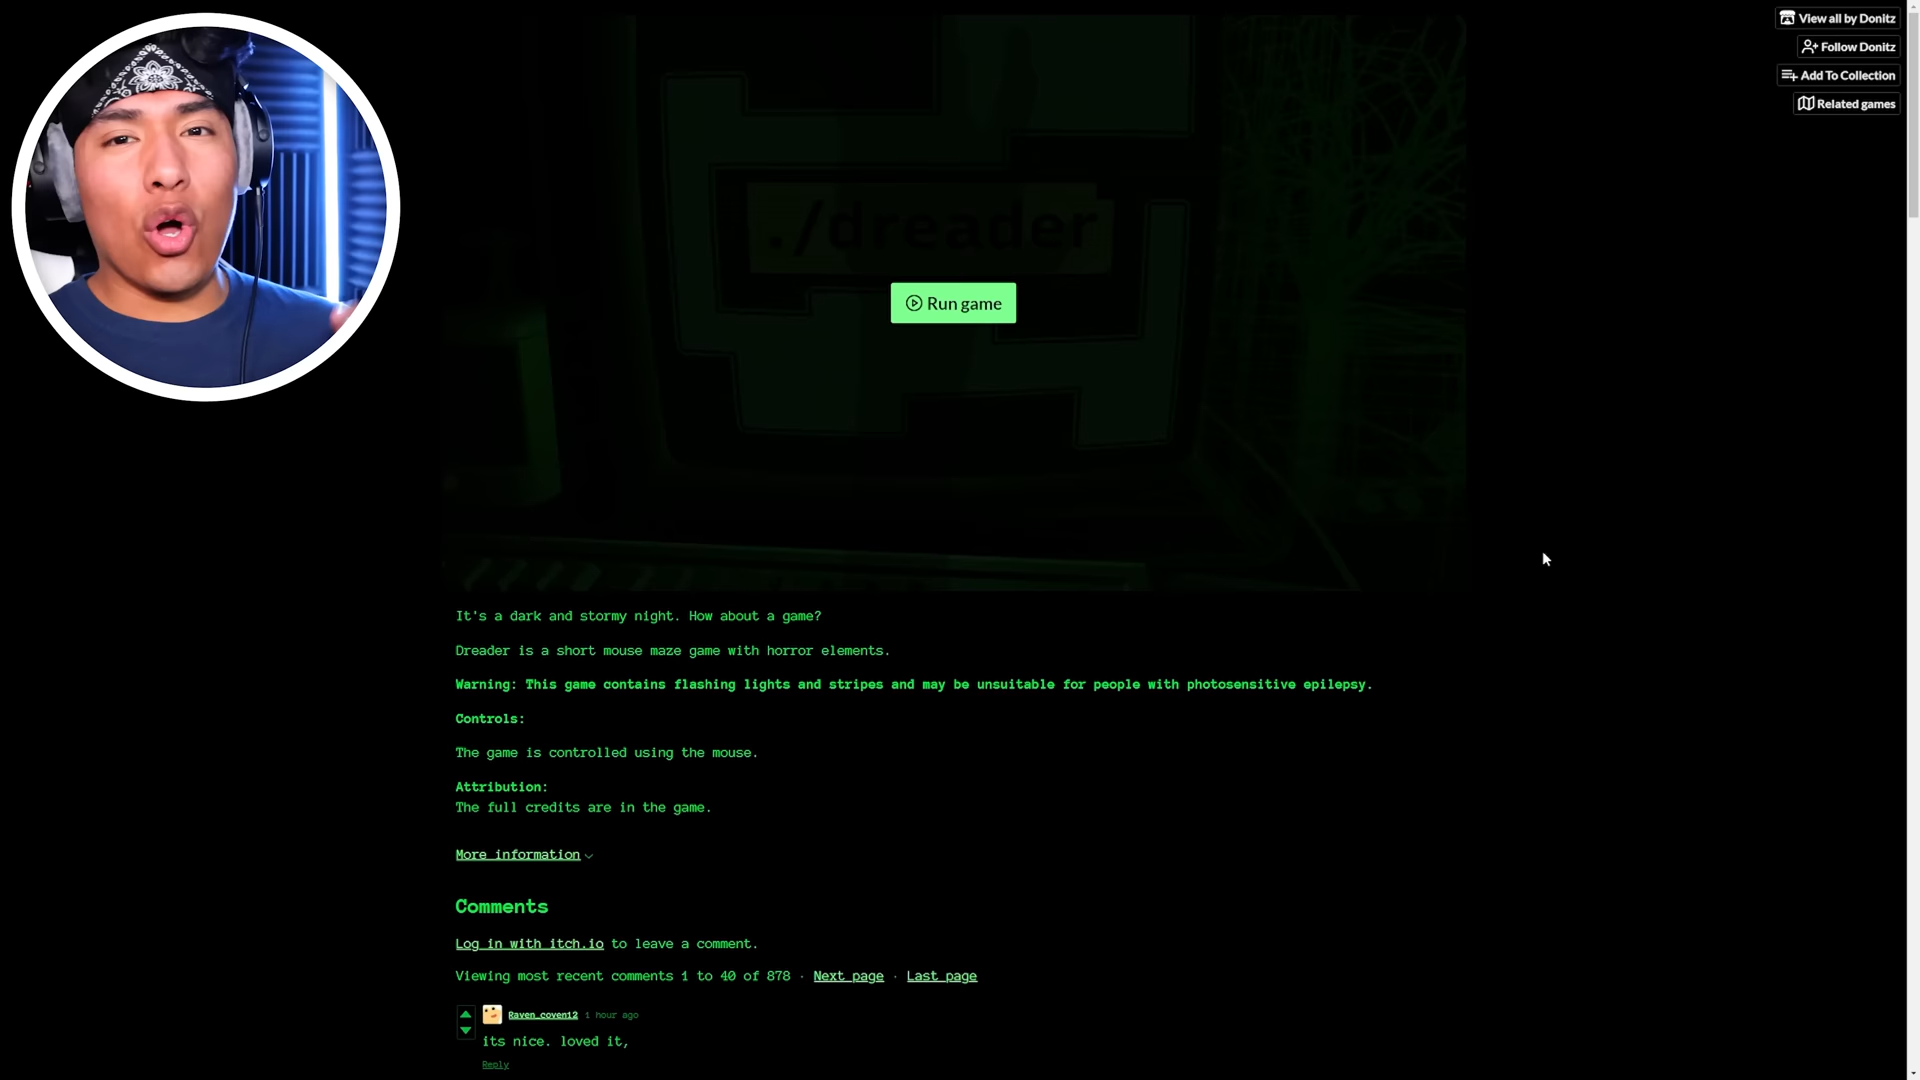 View all by Donitz
Follow Donitz
Add To Collection
Related games
./dreader
Run game
It's a dark and stormy night. How about a game?
Dreader is a short mouse maze game with horror elements.
Warning: This game contains flashing lights and stripes and may be unsuitable for people with photosensitive epilepsy.
Controls:
The game is controlled using the mouse.
Attribution:
The full credits are in the game.
More information
Comments
Log in with itch.io to leave a comment.
Viewing most recent comments 1 to 40 of 878 · Next page · Last page
Raven_coven12 1 hour ago
its nice. loved it,
Reply